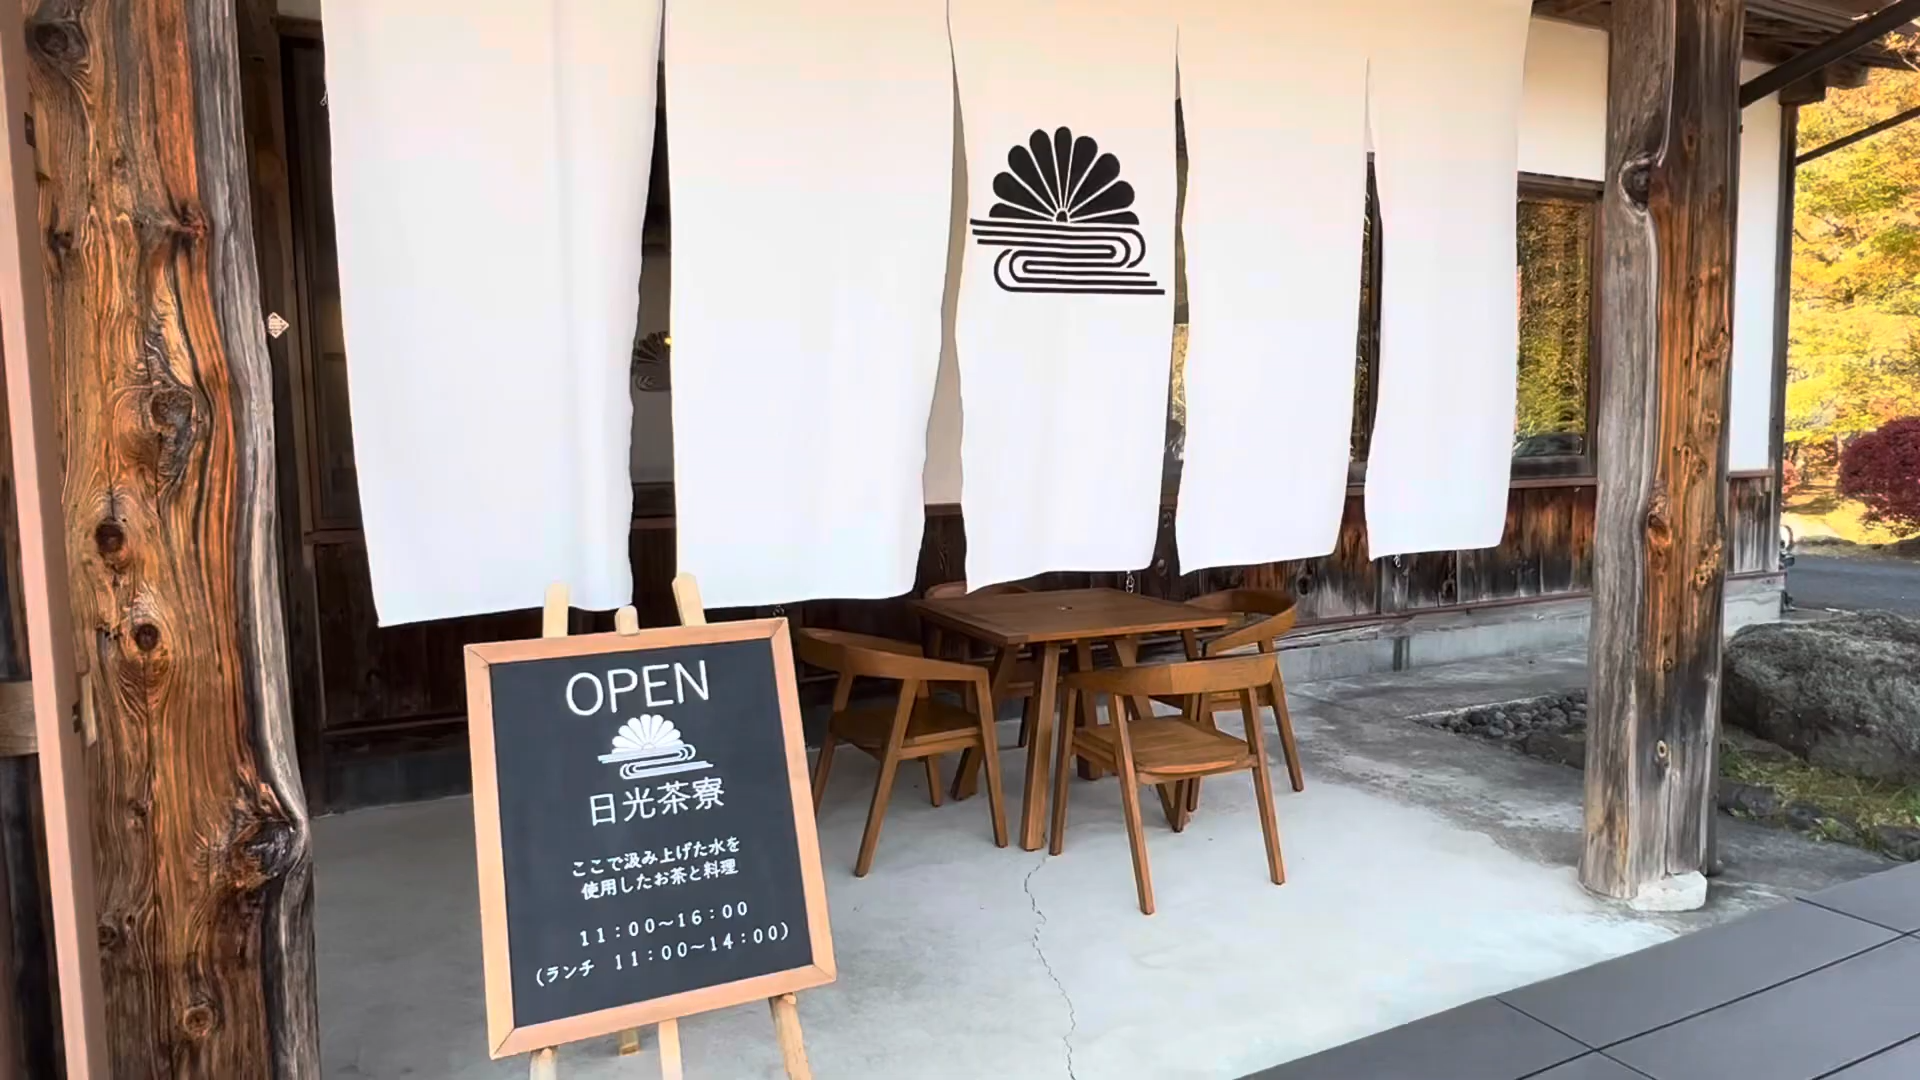 OPEN
日光茶寮
ここで汲み上げた水を
使用したお茶と料理
11:00~16:00
(ランチ 11:00~14:00)